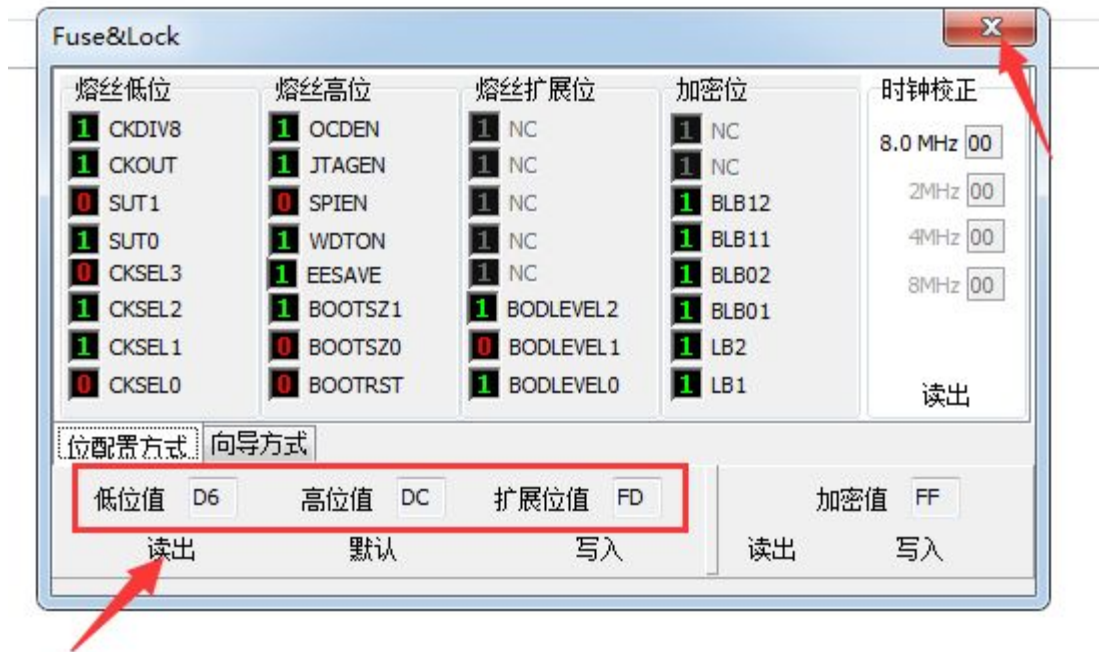 Fuse&Lock
熔丝低位
1 CKDIV8
1 CKOUT
0 SUT1
1 SUT0
0 CKSEL3
1 CKSEL2
1 CKSEL1
0 CKSEL0
熔丝高位
1 OCDEN
1 JTAGEN
0 SPIEN
1 WDTON
1 EESAVE
1 BOOTSZ1
0 BOOTSZ0
0 BOOTRST
熔丝扩展位
1 NC
1 NC
1 NC
1 NC
1 NC
1 BODLEVEL2
0 BODLEVEL1
1 BODLEVEL0
加密位
1 NC
1 NC
1 BLB12
1 BLB11
1 BLB02
1 BLB01
1 LB2
1 LB1
时钟校正
8.0 MHz 00
2MHz 00
4MHz 00
8MHz 00
读出
位配置方式 向导方式
低位值 D6 高位值 DC 扩展位值 FD
读出 默认 写入
加密值 FF
读出 写入